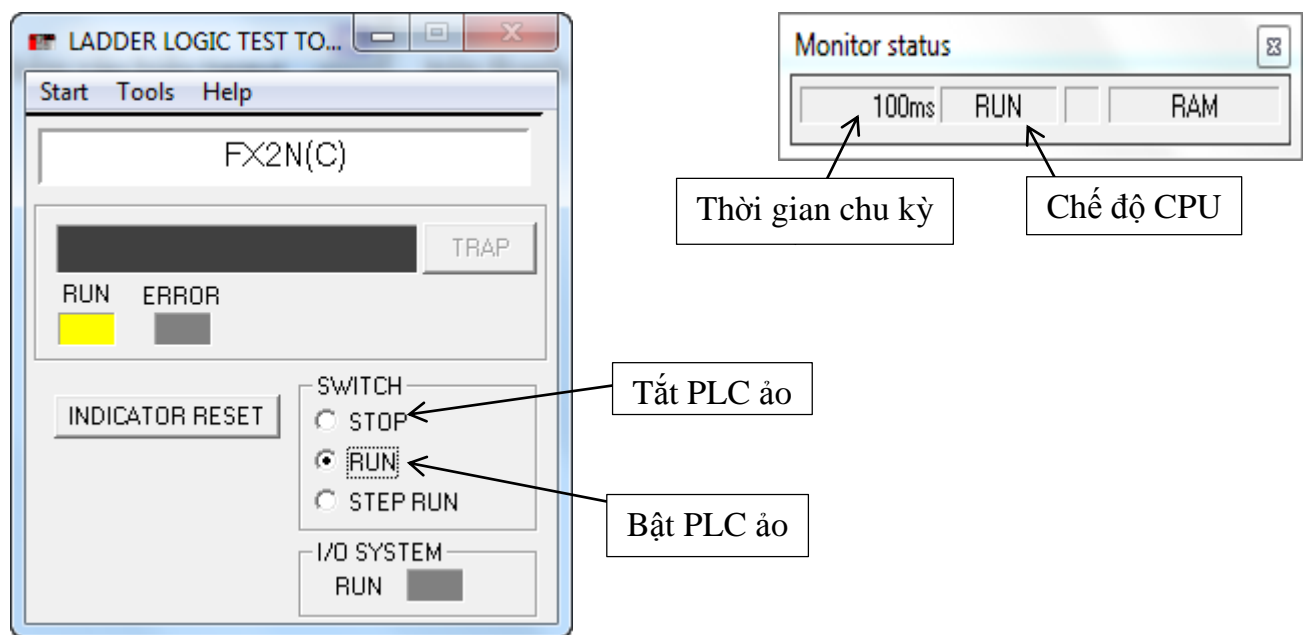 LADDER LOGIC TEST TO...
Start Tools Help
FX2N(C)
TRAP
RUN ERROR
INDICATOR RESET
SWITCH
STOP
RUN
STEP RUN
I/O SYSTEM
RUN
Monitor status
100ms RUN RAM
Thời gian chu kỳ
Chế độ CPU
Tắt PLC ảo
Bật PLC ảo